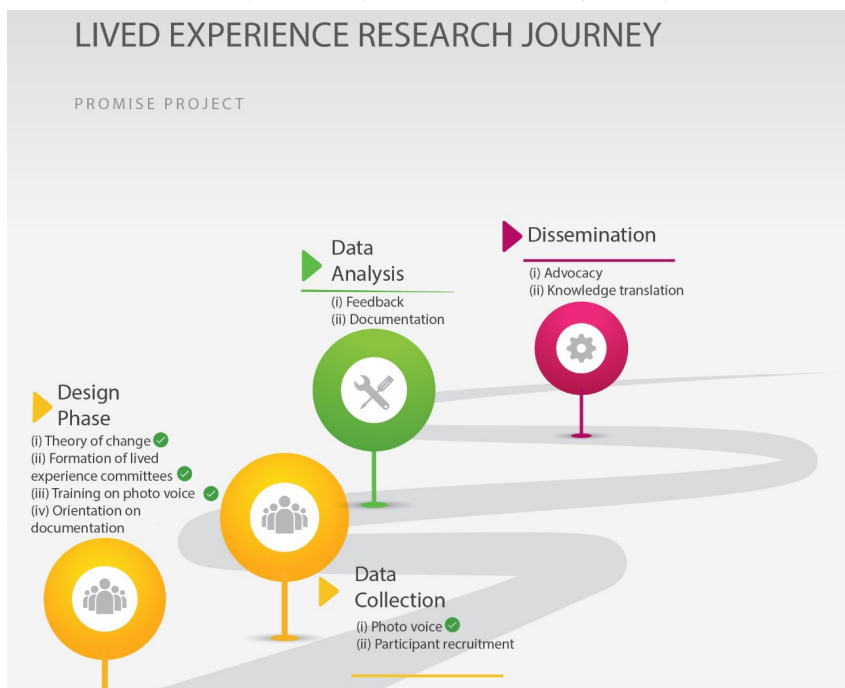 LIVED EXPERIENCE RESEARCH JOURNEY
PROMISE PROJECT
Dissemination
(i) Advocacy
(ii) Knowledge translation
Data
Analysis
(i) Feedback
(ii) Documentation
Design
Phase
(i) Theory of change
(ii) Formation of lived
experience committees
(iii) Training on photo voice
(iv) Orientation on
documentation
Data
Collection
(i) Photo voice
(ii) Participant recruitment